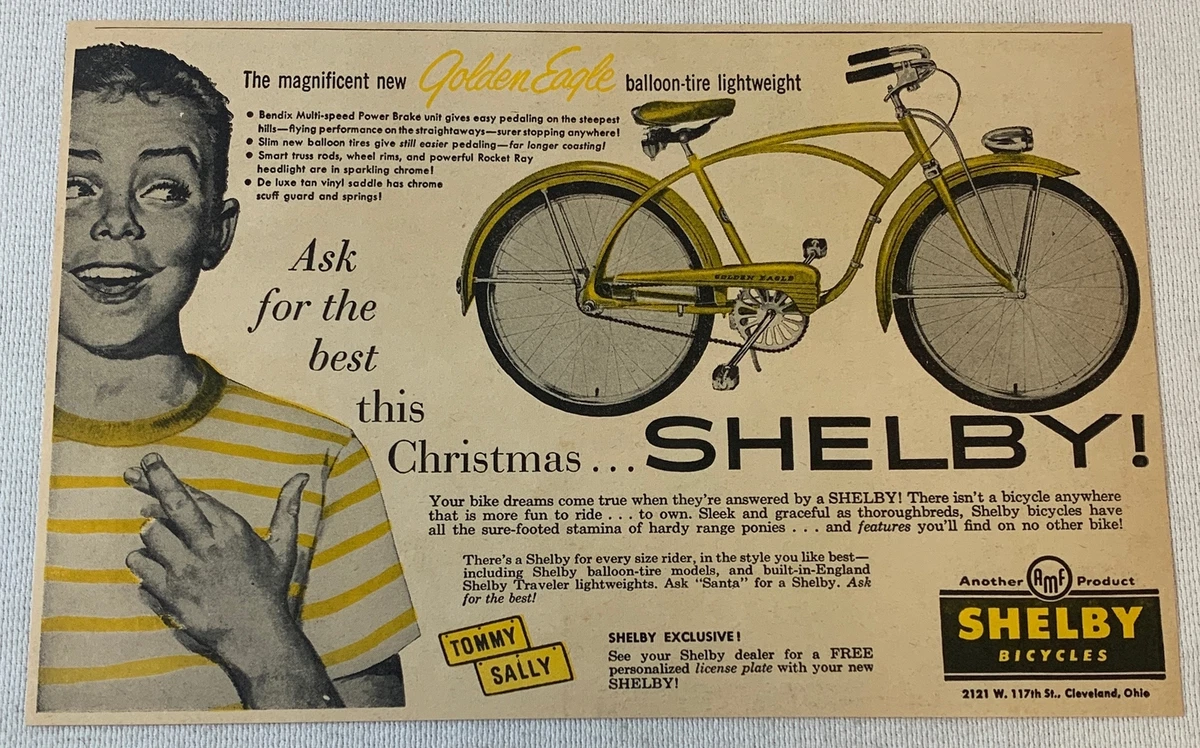 The magnificent new Golden Eagle balloon-tire lightweight
● Bendix Multi-speed Power Brake unit gives easy pedaling on the steepest
hills—flying performance on the straightaways—surer stopping anywhere!
● Slim new balloon tires give still easier pedaling—far longer coasting!
● Smart truss rods, wheel rims, and powerful Rocket Ray
headlight are in sparkling chrome!
● De luxe tan vinyl saddle has chrome
scuff guard and springs!
GOLDEN EAGLE
Ask
for the
best
this
Christmas... SHELBY!
Your bike dreams come true when they're answered by a SHELBY! There isn't a bicycle anywhere
that is more fun to ride . . . to own. Sleek and graceful as thoroughbreds, Shelby bicycles have
all the sure-footed stamina of hardy range ponies . . . and features you'll find on no other bike!
There's a Shelby for every size rider, in the style you like best—
including Shelby balloon-tire models, and built-in-England
Shelby Traveler lightweights. Ask "Santa" for a Shelby. Ask
for the best!
TOMMY
SALLY
SHELBY EXCLUSIVE!
See your Shelby dealer for a FREE
personalized license plate with your new
SHELBY!
Another AMF Product
SHELBY
BICYCLES
2121 W. 117th St., Cleveland, Ohio